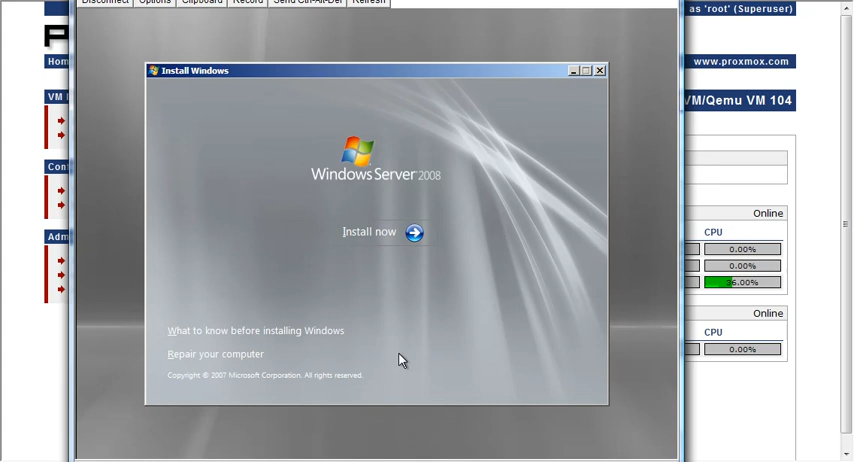 Disconnect Options Clipboard Record Send Ctrl-Alt-Del Refresh
as 'root' (Superuser)
Hom
www.proxmox.com
VM
VM/Qemu VM 104
Install Windows
Windows Server 2008
Install now
What to know before installing Windows
Repair your computer
Copyright © 2007 Microsoft Corporation. All rights reserved.
Con
Adm
Online
CPU
0.00%
0.00%
36.00%
Online
CPU
0.00%